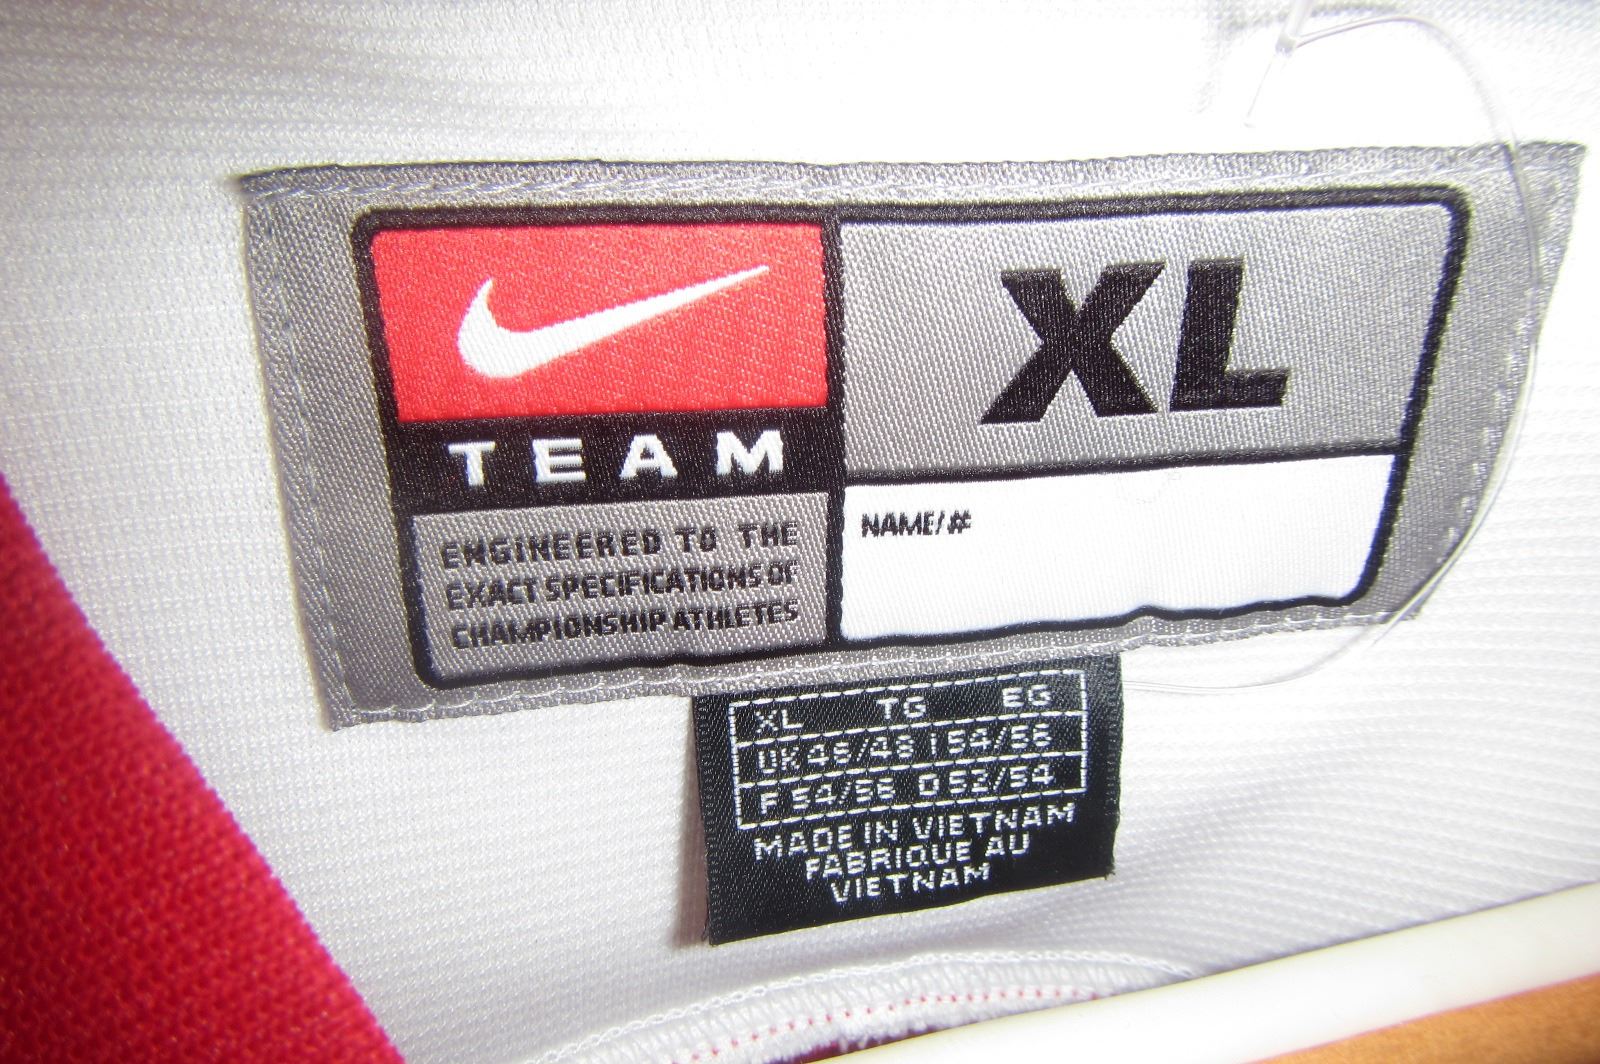 TEAM
XL
ENGINEERED TO THE
EXACT SPECIFICATIONS OF
CHAMPIONSHIP ATHLETES
NAME/#
XL TG EG
UK 46/48 I 54/56
F 54/56 D 52/54
MADE IN VIETNAM
FABRIQUE AU
VIETNAM